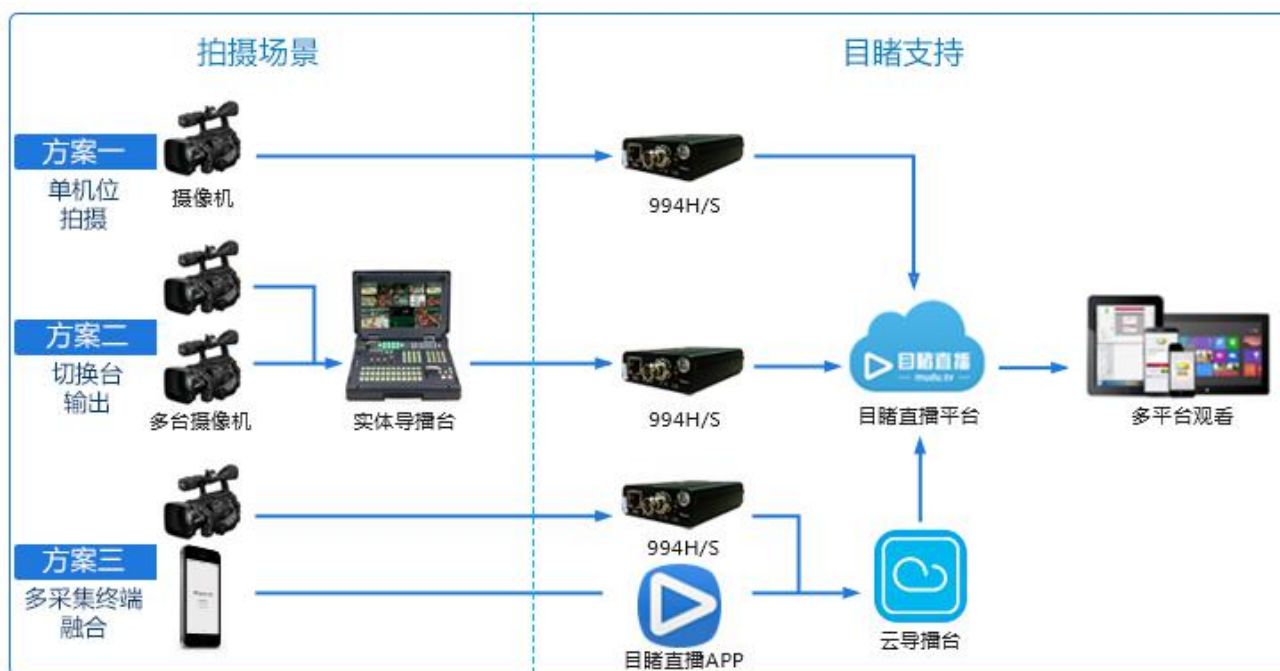 拍摄场景
目睹支持
方案一
单机位
拍摄
摄像机
994H/S
方案二
切换台
输出
多台摄像机
实体导播台
994H/S
目睹直播
mudu.tv
目睹直播平台
多平台观看
方案三
多采集终端
融合
994H/S
目睹直播APP
云导播台